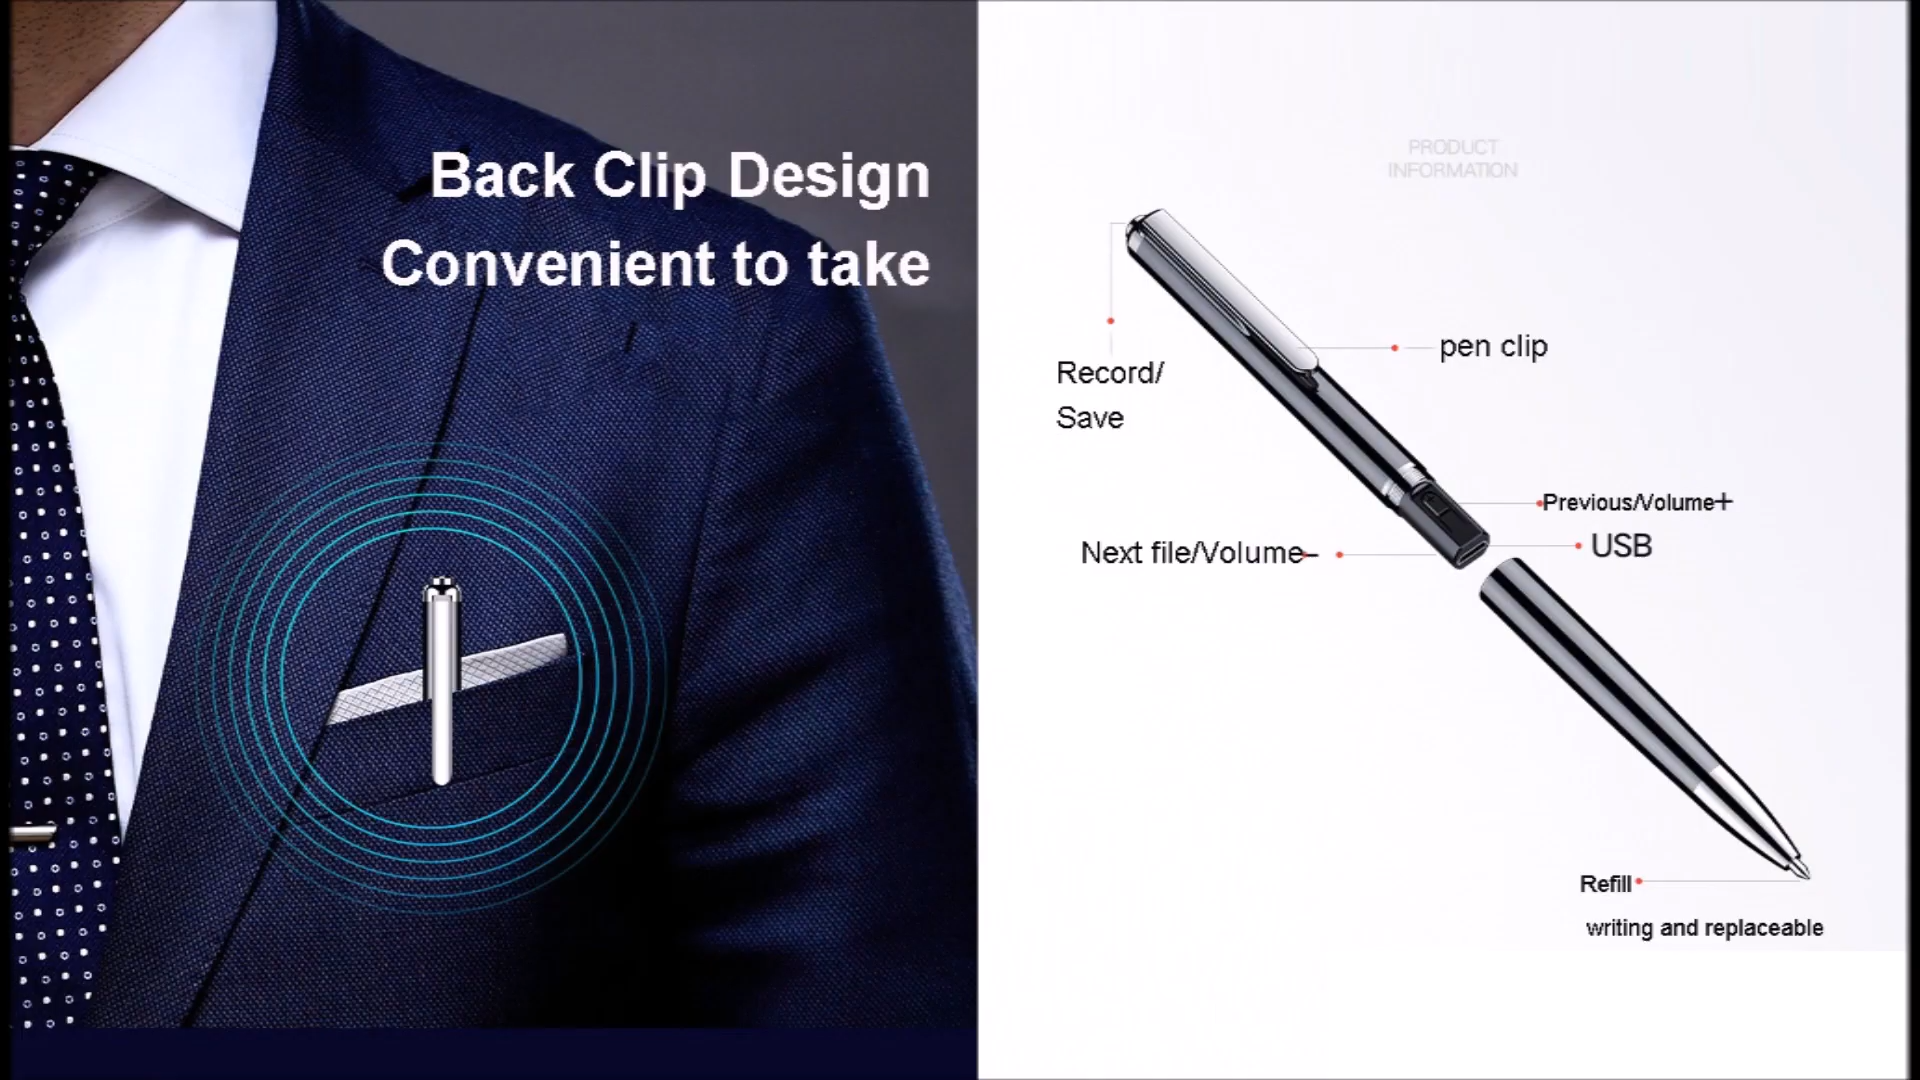 Back Clip Design
Convenient to take
PRODUCT
INFORMATION
pen clip
Record/
Save
Previous/Volume+
USB
Next file/Volume-
Refill
writing and replaceable